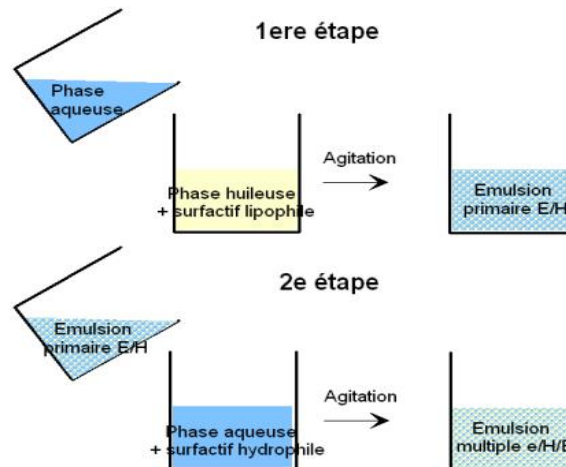 1ere étape
Phase
aqueuse
Agitation
Phase huileuse
+ surfactif lipophile
Emulsion
primaire E/H
2e étape
Emulsion
primaire E/H
Agitation
Phase aqueuse
+ surfactif hydrophile
Emulsion
multiple e/H/E